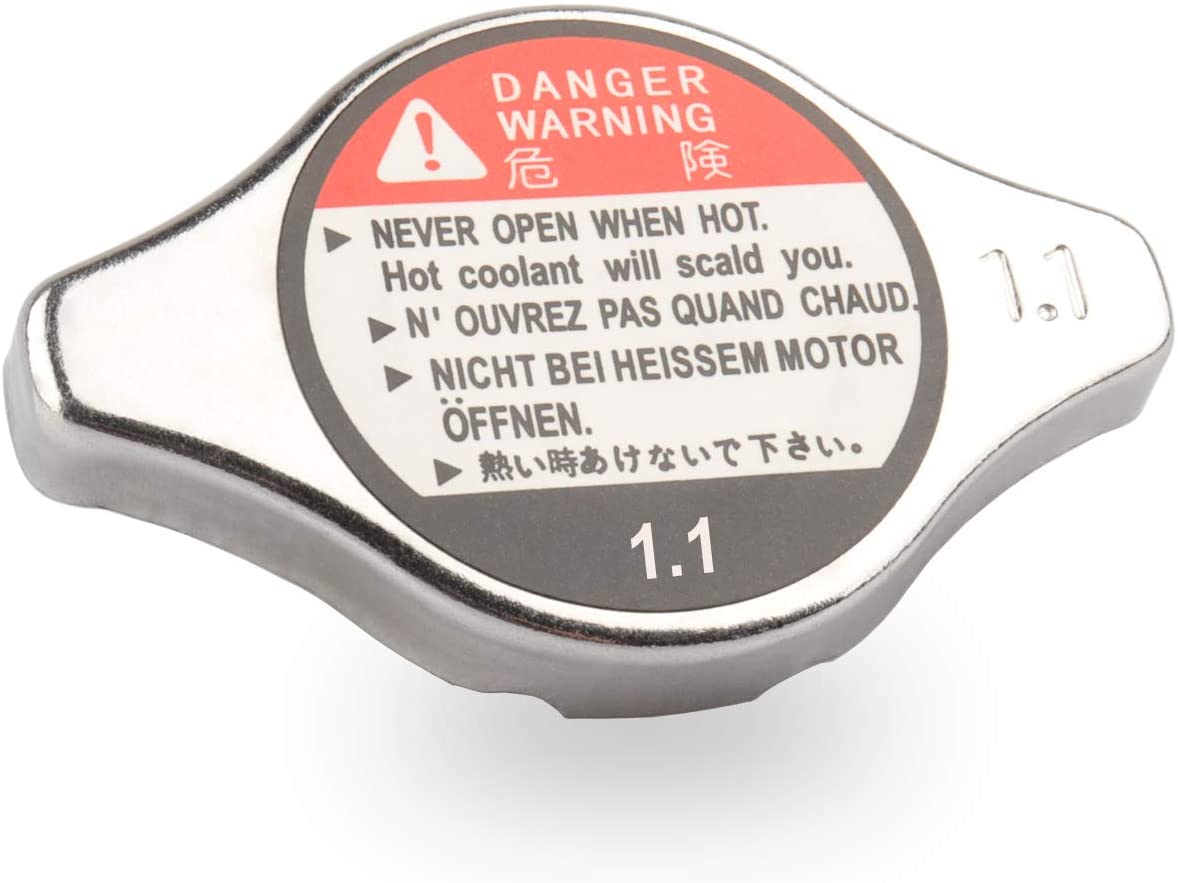 DANGER
WARNING
危 険
▶ NEVER OPEN WHEN HOT.
Hot coolant will scald you.
▶ N' OUVREZ PAS QUAND CHAUD.
▶ NICHT BEI HEISSEM MOTOR
ÖFFNEN.
▶ 熱い時あけないで下さい。
1.1
1.1